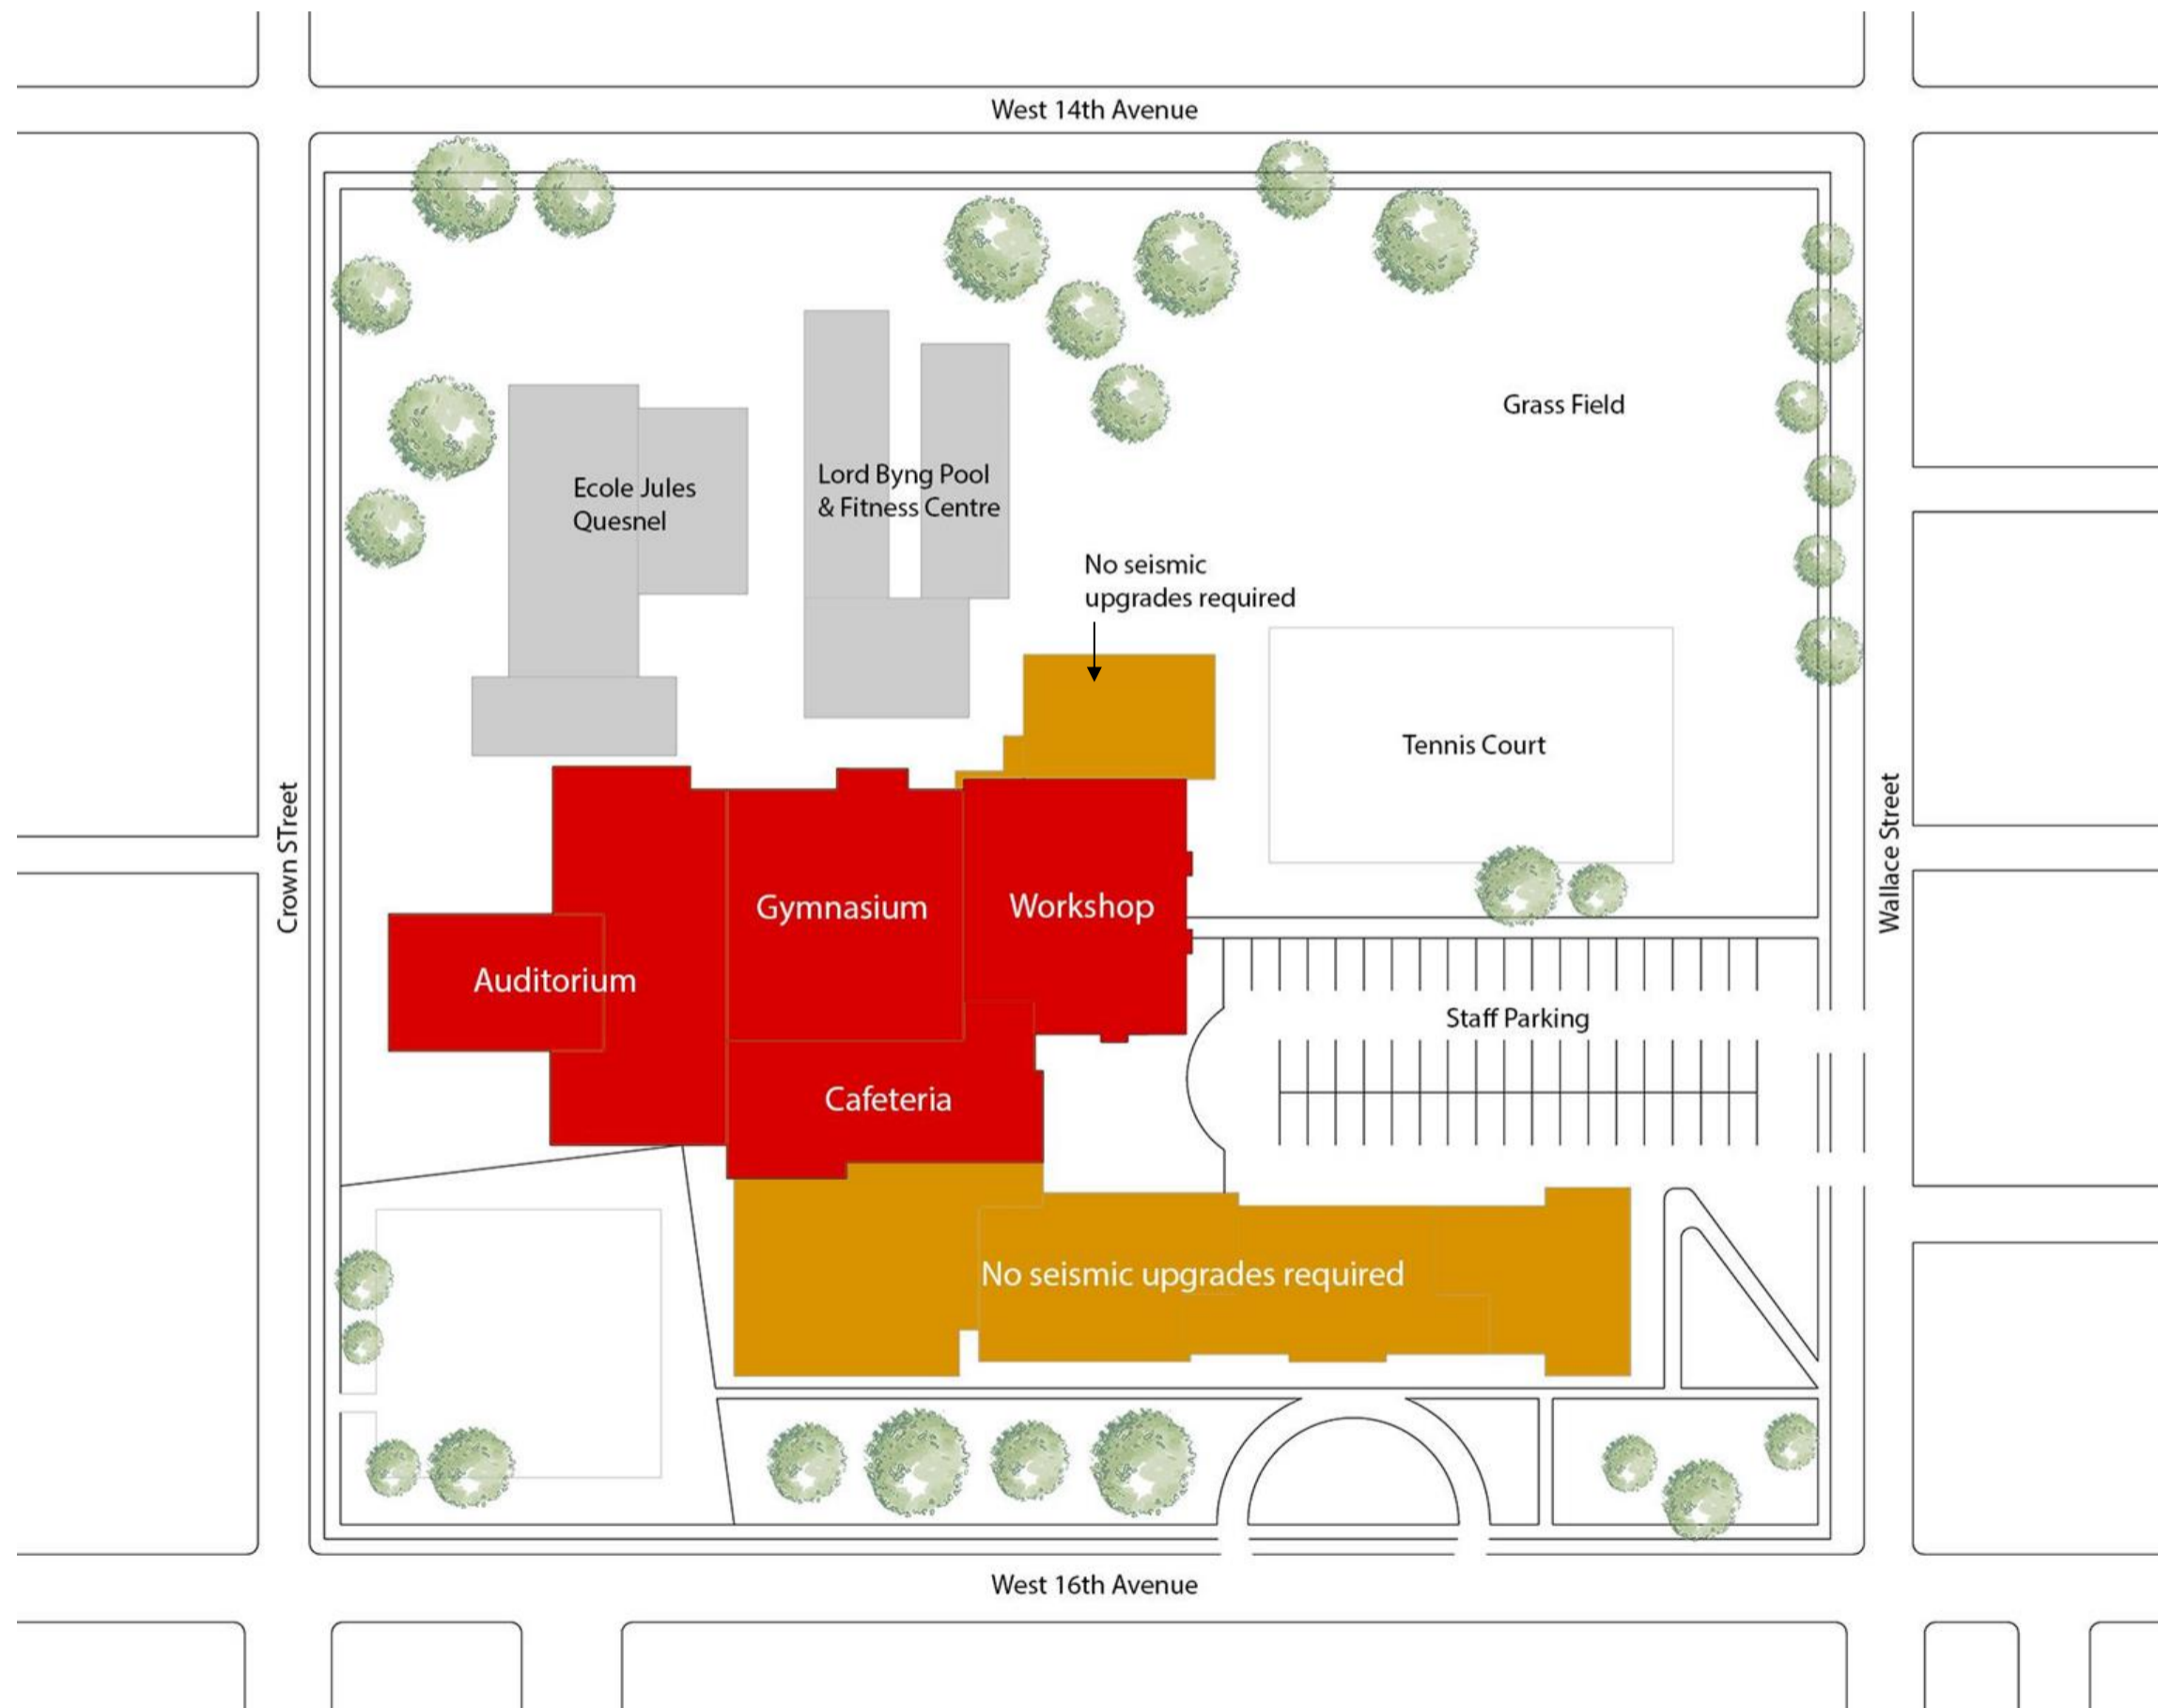 West 14th Avenue
Grass Field
Ecole Jules
Quesnel
Lord Byng Pool
& Fitness Centre
No seismic
upgrades required
Tennis Court
Crown STreet
Wallace Street
Gymnasium
Workshop
Auditorium
Staff Parking
Cafeteria
No seismic upgrades required
West 16th Avenue